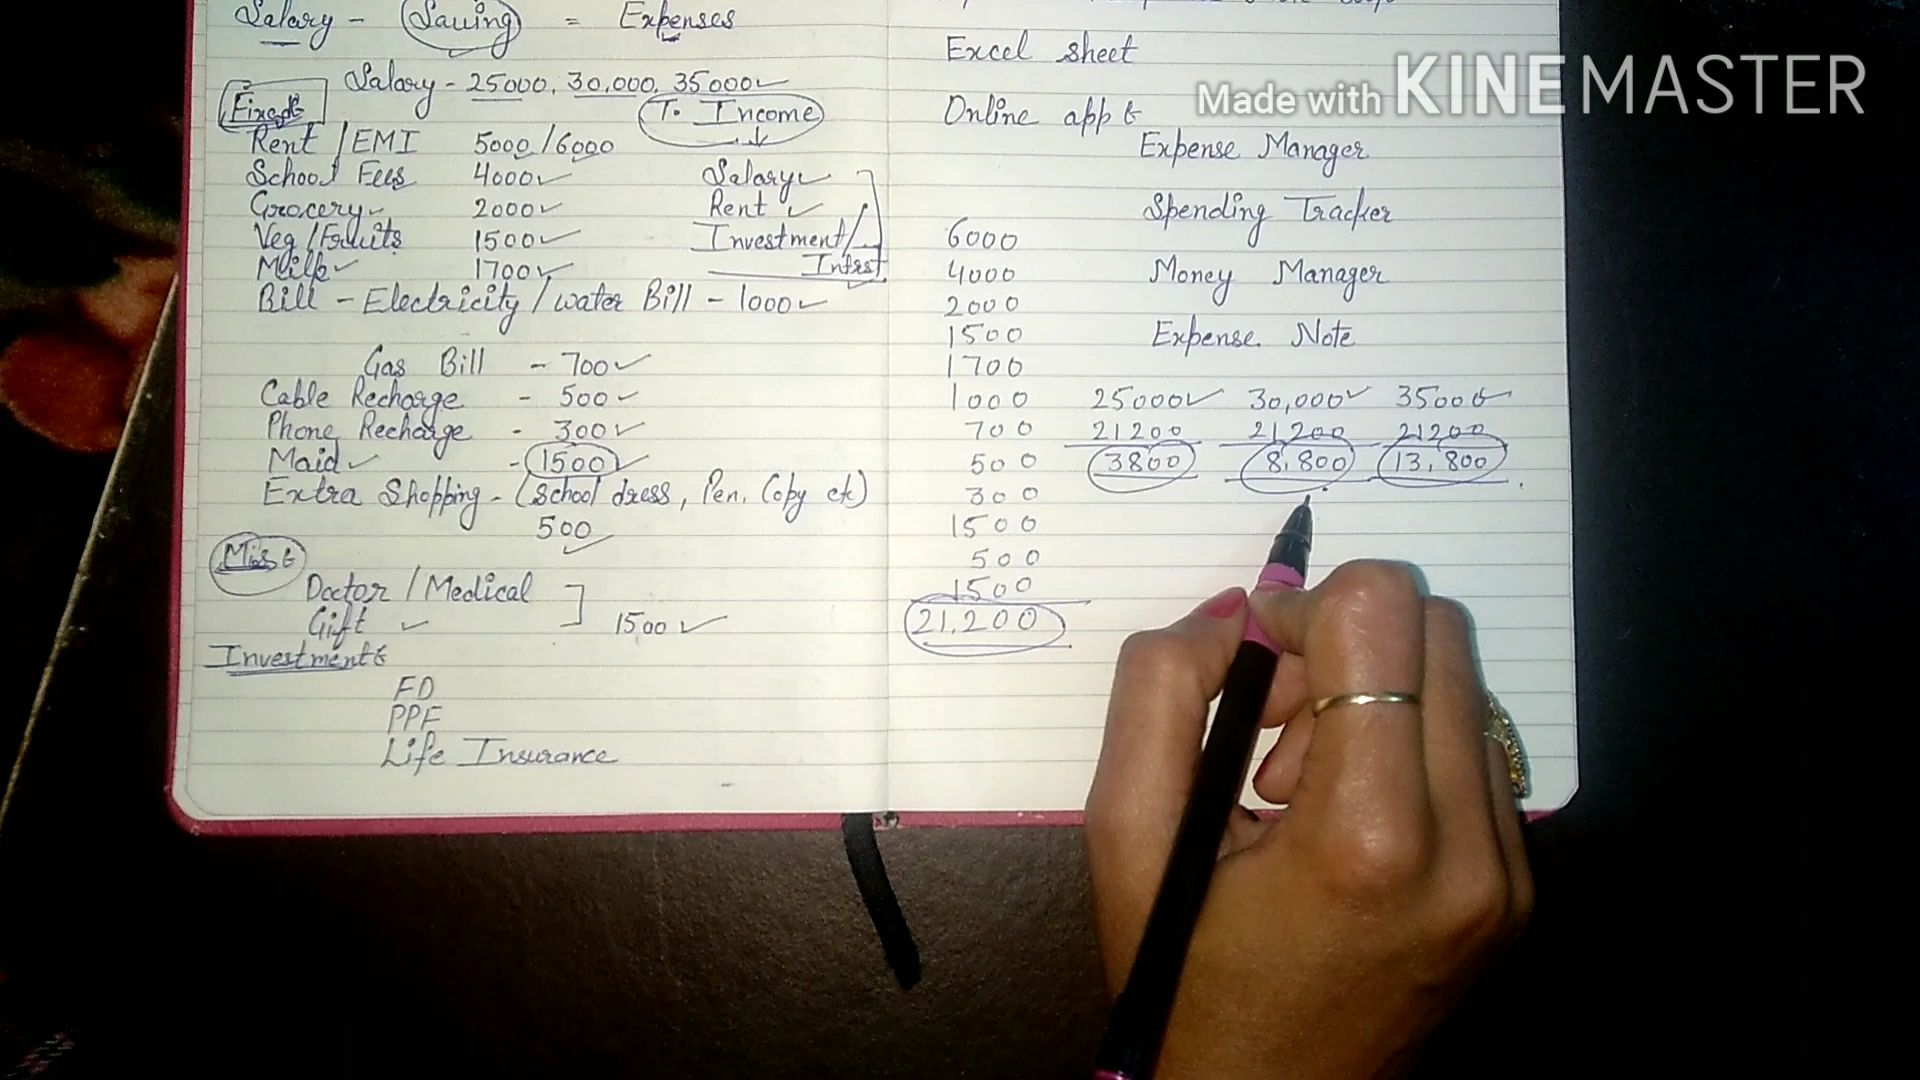 Salary - Saving = Expenses
Salary - 25000, 30,000, 35000
Fixed
T. Income
Rent / EMI 5000/6000
School Fees 4000
Salary
Grocery 2000
Rent
Veg / Fruits 1500
Investment /
Milk 1700
Intrst
Bill - Electricity / water Bill - 1000
Gas Bill - 700
Cable Recharge - 500
Phone Recharge - 300
Maid - 1500
Extra Shopping - (School dress, Pen, Copy etc)
500
Doctor / Medical
Gift
1500
Investment
FD
PPF
Life Insurance
Excel sheet
Online app
Expense Manager
Spending Tracker
Money Manager
Expense Note
6000
4000
2000
1500
1700
1000
700
500
300
1500
500
1500
21,200
25000 30,000 35000
21200 21,200 21200
3800 8,800 13,800
Made with KINEMASTER